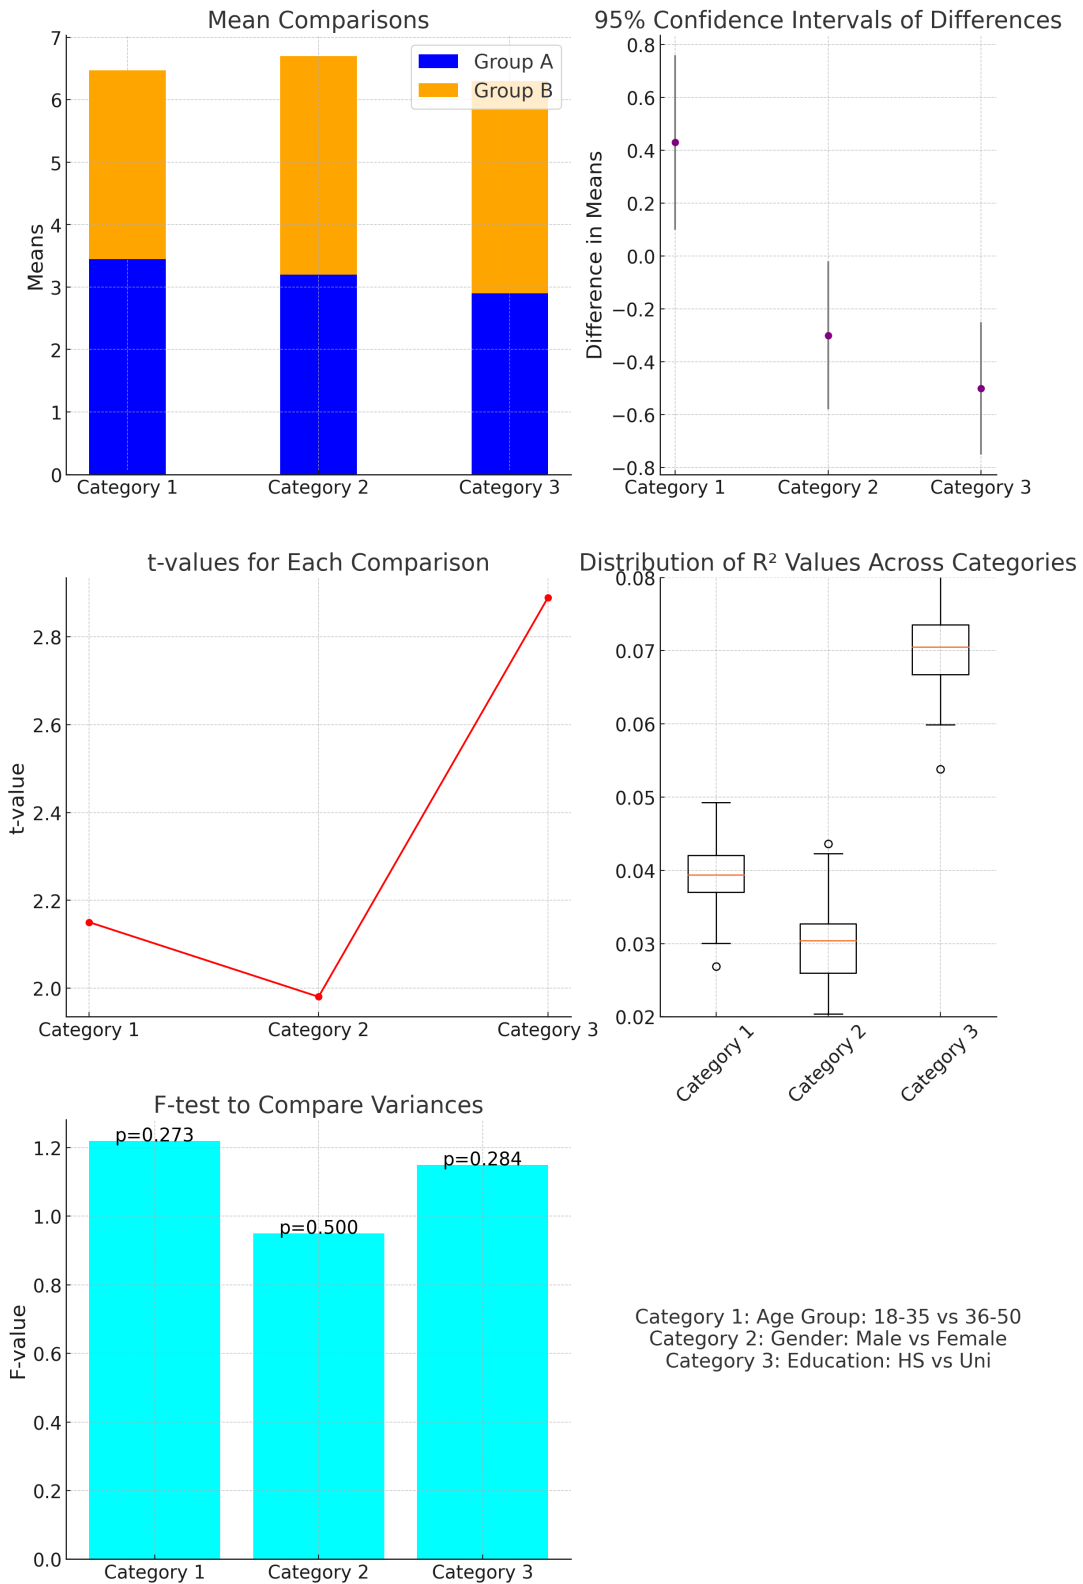 Mean Comparisons
7
6
5
4
3
2
1
0
Means
Group A
Group B
Category 1
Category 2
Category 3
95% Confidence Intervals of Differences
0.8
0.6
0.4
0.2
0.0
−0.2
−0.4
−0.6
−0.8
Difference in Means
Category 1
Category 2
Category 3
t-values for Each Comparison
2.8
2.6
2.4
2.2
2.0
t-value
Category 1
Category 2
Category 3
Distribution of R² Values Across Categories
0.08
0.07
0.06
0.05
0.04
0.03
0.02
Category 1
Category 2
Category 3
F-test to Compare Variances
1.2
1.0
0.8
0.6
0.4
0.2
0.0
F-value
p=0.273
p=0.500
p=0.284
Category 1
Category 2
Category 3
Category 1: Age Group: 18-35 vs 36-50
Category 2: Gender: Male vs Female
Category 3: Education: HS vs Uni